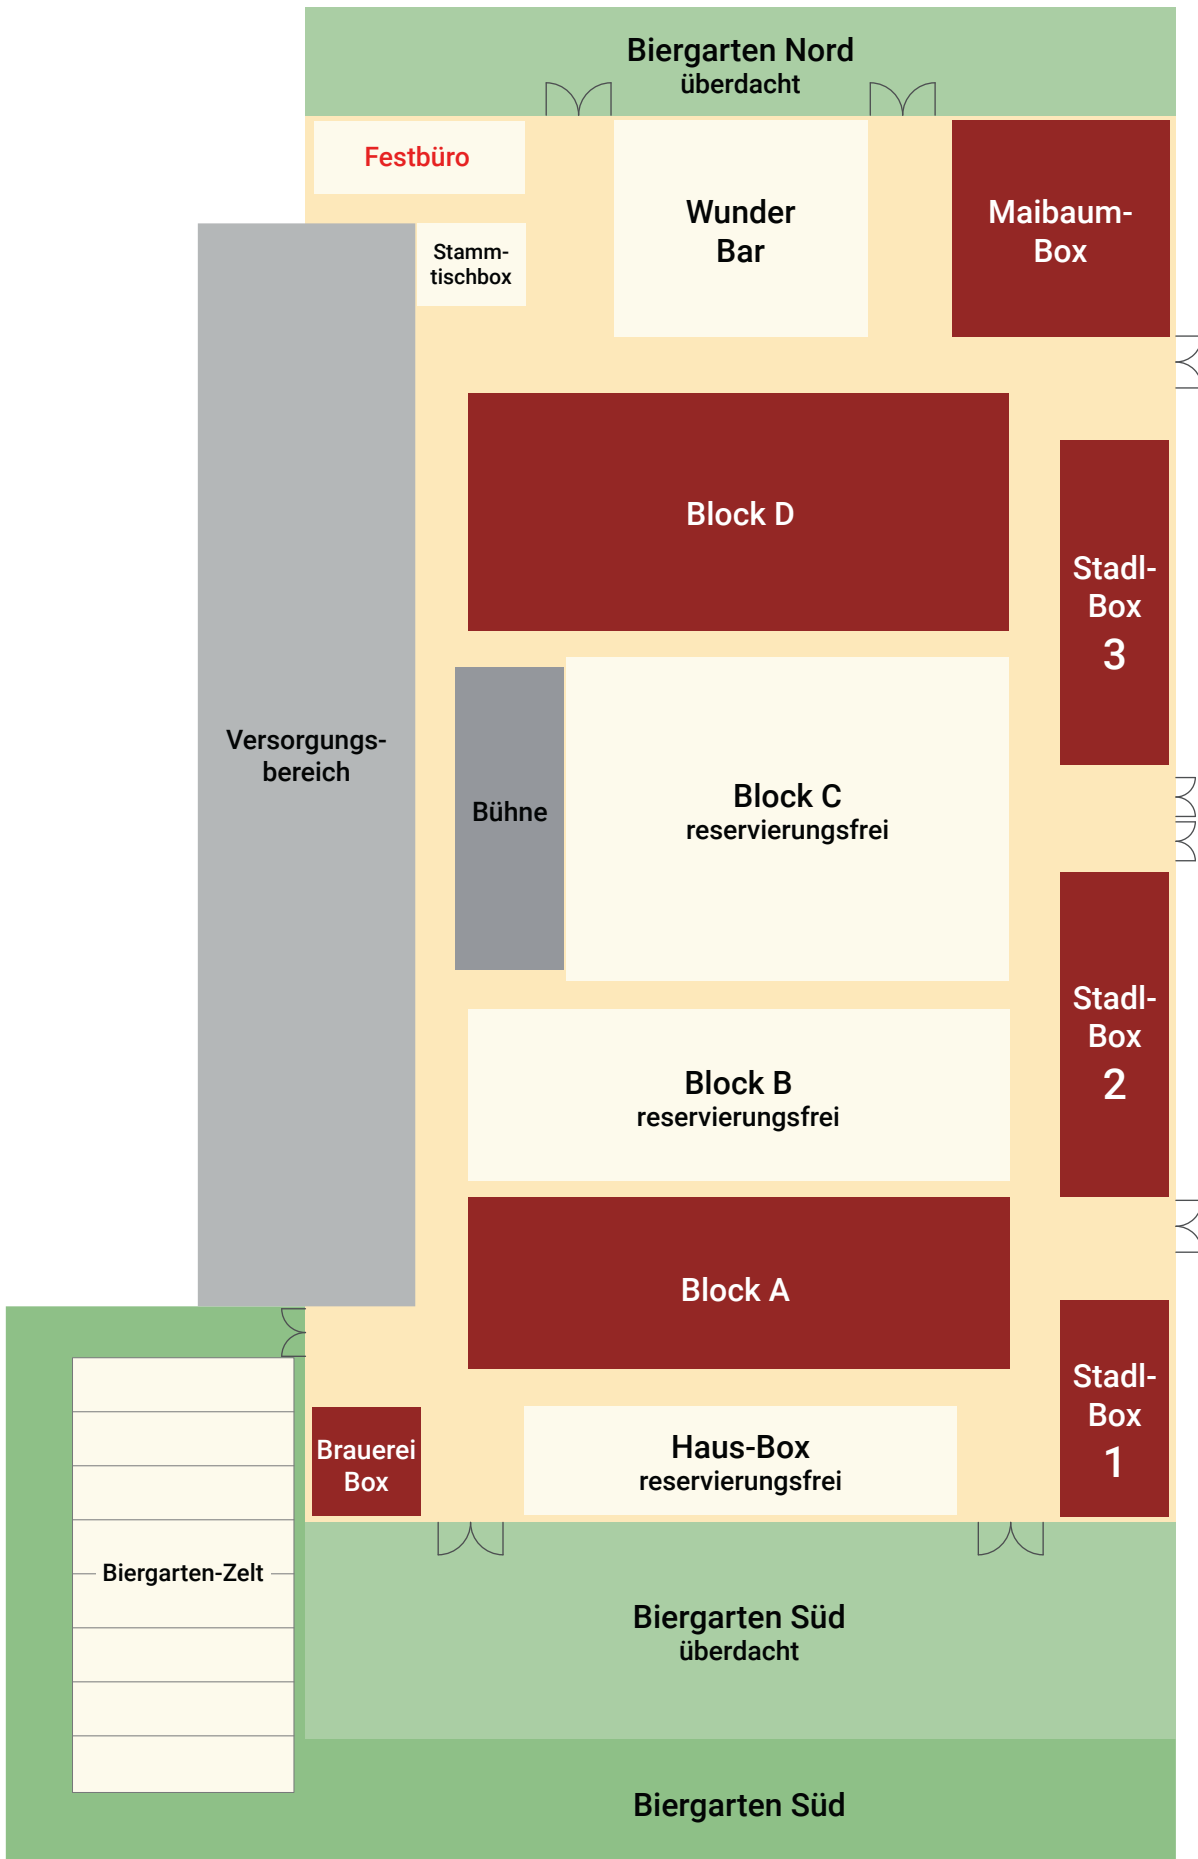 Biergarten Nord
überdacht
Festbüro
Wunder
Bar
Maibaum-
Box
Stamm-
tischbox
Block D
Stadl-
Box
3
Versorgungs-
bereich
Bühne
Block C
reservierungsfrei
Stadl-
Box
2
Block B
reservierungsfrei
Block A
Stadl-
Box
1
Brauerei
Box
Haus-Box
reservierungsfrei
Biergarten-Zelt
Biergarten Süd
überdacht
Biergarten Süd